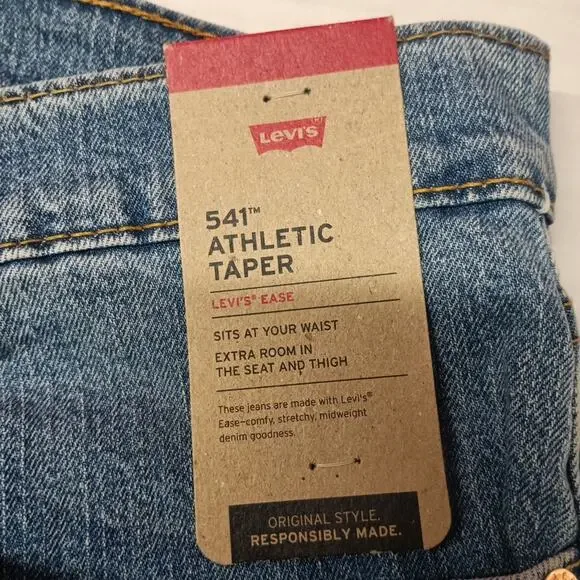 Levi's®
541™
ATHLETIC
TAPER
LEVI'S® EASE
SITS AT YOUR WAIST
EXTRA ROOM IN
THE SEAT AND THIGH
These jeans are made with Levi's®
Ease–comfy, stretchy, midweight
denim goodness.
ORIGINAL STYLE.
RESPONSIBLY MADE.